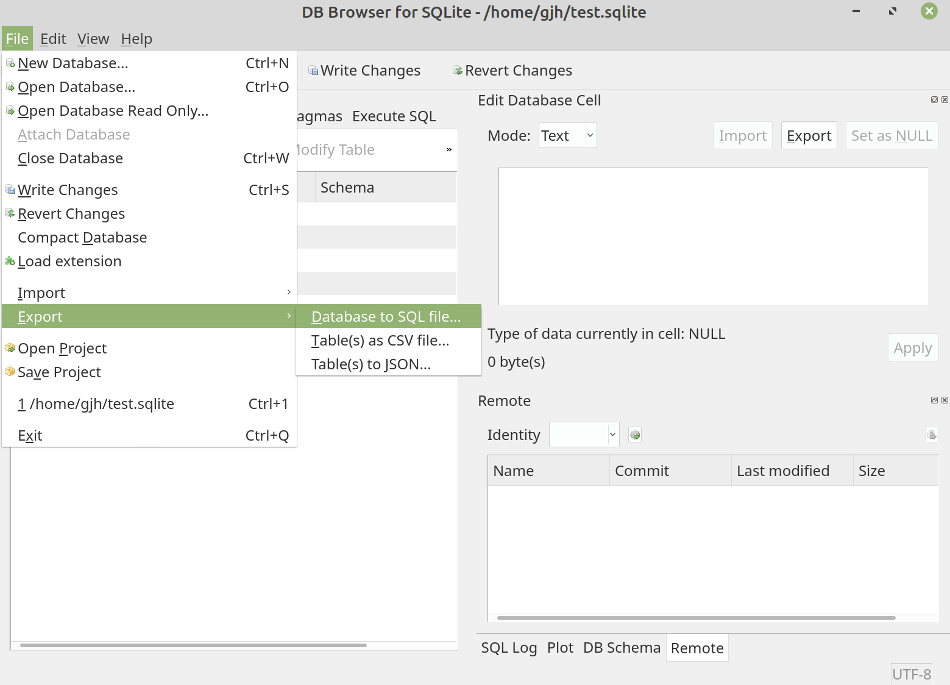 DB Browser for SQLite - /home/gjh/test.sqlite
File Edit View Help
New Database... Ctrl+N
Open Database... Ctrl+O
Open Database Read Only...
Attach Database
Close Database Ctrl+W
Write Changes Ctrl+S
Revert Changes
Compact Database
Load extension
Import
Export
Open Project
Save Project
1 /home/gjh/test.sqlite Ctrl+1
Exit Ctrl+Q
Database to SQL file...
Table(s) as CSV file...
Table(s) to JSON...
Write Changes Revert Changes
Execute SQL
Table
Schema
Edit Database Cell
Mode: Text Import Export Set as NULL
Type of data currently in cell: NULL
0 byte(s)
Apply
Remote
Identity
Name Commit Last modified Size
SQL Log Plot DB Schema Remote
UTF-8